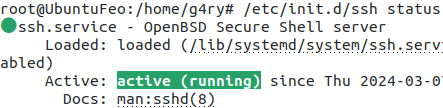 root@UbuntuFeo:/home/g4ry# /etc/init.d/ssh status
●ssh.service - OpenBSD Secure Shell server
Loaded: loaded (/lib/systemd/system/ssh.serv
abled)
Active: active (running) since Thu 2024-03-0
Docs: man:sshd(8)